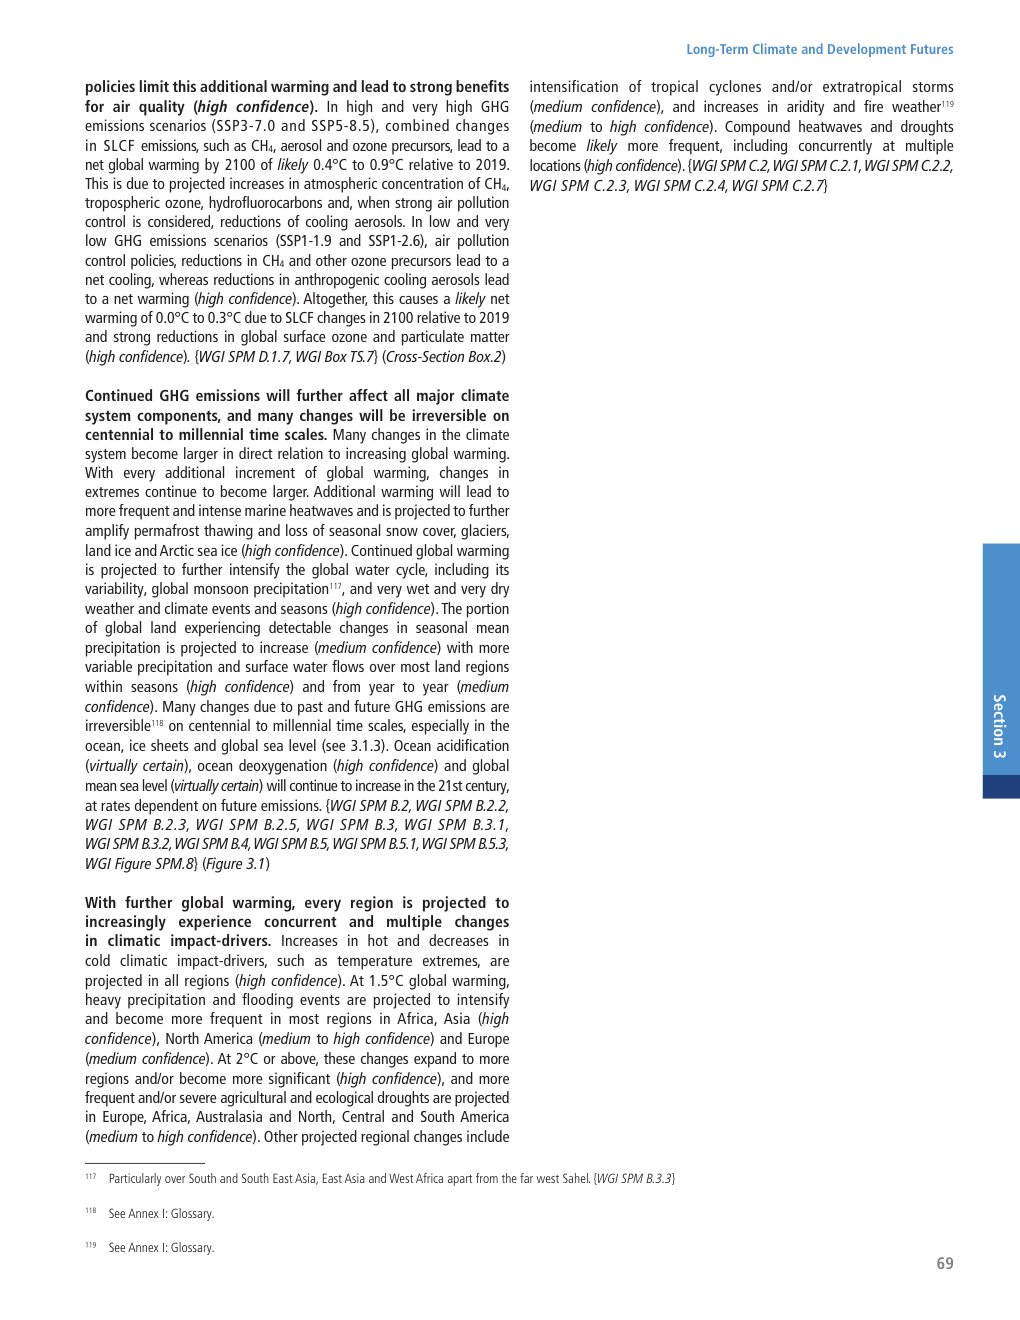 Long-Term Climate and Development Futures
policies limit this additional warming and lead to strong benefits
for air quality (high confidence). In high and very high GHG
emissions scenarios (SSP3-7.0 and SSP5-8.5), combined changes
in SLCF emissions, such as CH₄, aerosol and ozone precursors, lead to a
net global warming by 2100 of likely 0.4°C to 0.9°C relative to 2019.
This is due to projected increases in atmospheric concentration of CH₄,
tropospheric ozone, hydrofluorocarbons and, when strong air pollution
control is considered, reductions of cooling aerosols. In low and very
low GHG emissions scenarios (SSP1-1.9 and SSP1-2.6), air pollution
control policies, reductions in CH₄ and other ozone precursors lead to a
net cooling, whereas reductions in anthropogenic cooling aerosols lead
to a net warming (high confidence). Altogether, this causes a likely net
warming of 0.0°C to 0.3°C due to SLCF changes in 2100 relative to 2019
and strong reductions in global surface ozone and particulate matter
(high confidence). {WGI SPM D.1.7, WGI Box TS.7} (Cross-Section Box.2)
Continued GHG emissions will further affect all major climate
system components, and many changes will be irreversible on
centennial to millennial time scales. Many changes in the climate
system become larger in direct relation to increasing global warming.
With every additional increment of global warming, changes in
extremes continue to become larger. Additional warming will lead to
more frequent and intense marine heatwaves and is projected to further
amplify permafrost thawing and loss of seasonal snow cover, glaciers,
land ice and Arctic sea ice (high confidence). Continued global warming
is projected to further intensify the global water cycle, including its
variability, global monsoon precipitation¹¹⁷, and very wet and very dry
weather and climate events and seasons (high confidence). The portion
of global land experiencing detectable changes in seasonal mean
precipitation is projected to increase (medium confidence) with more
variable precipitation and surface water flows over most land regions
within seasons (high confidence) and from year to year (medium
confidence). Many changes due to past and future GHG emissions are
irreversible¹¹⁸ on centennial to millennial time scales, especially in the
ocean, ice sheets and global sea level (see 3.1.3). Ocean acidification
(virtually certain), ocean deoxygenation (high confidence) and global
mean sea level (virtually certain) will continue to increase in the 21st century,
at rates dependent on future emissions. {WGI SPM B.2, WGI SPM B.2.2,
WGI SPM B.2.3, WGI SPM B.2.5, WGI SPM B.3, WGI SPM B.3.1,
WGI SPM B.3.2, WGI SPM B.4, WGI SPM B.5, WGI SPM B.5.1, WGI SPM B.5.3,
WGI Figure SPM.8} (Figure 3.1)
With further global warming, every region is projected to
increasingly experience concurrent and multiple changes
in climatic impact-drivers. Increases in hot and decreases in
cold climatic impact-drivers, such as temperature extremes, are
projected in all regions (high confidence). At 1.5°C global warming,
heavy precipitation and flooding events are projected to intensify
and become more frequent in most regions in Africa, Asia (high
confidence), North America (medium to high confidence) and Europe
(medium confidence). At 2°C or above, these changes expand to more
regions and/or become more significant (high confidence), and more
frequent and/or severe agricultural and ecological droughts are projected
in Europe, Africa, Australasia and North, Central and South America
(medium to high confidence). Other projected regional changes include
intensification of tropical cyclones and/or extratropical storms
(medium confidence), and increases in aridity and fire weather¹¹⁹
(medium to high confidence). Compound heatwaves and droughts
become likely more frequent, including concurrently at multiple
locations (high confidence). {WGI SPM C.2, WGI SPM C.2.1, WGI SPM C.2.2,
WGI SPM C.2.3, WGI SPM C.2.4, WGI SPM C.2.7}
Section 3
117 Particularly over South and South East Asia, East Asia and West Africa apart from the far west Sahel. {WGI SPM B.3.3}
118 See Annex I: Glossary.
119 See Annex I: Glossary.
69